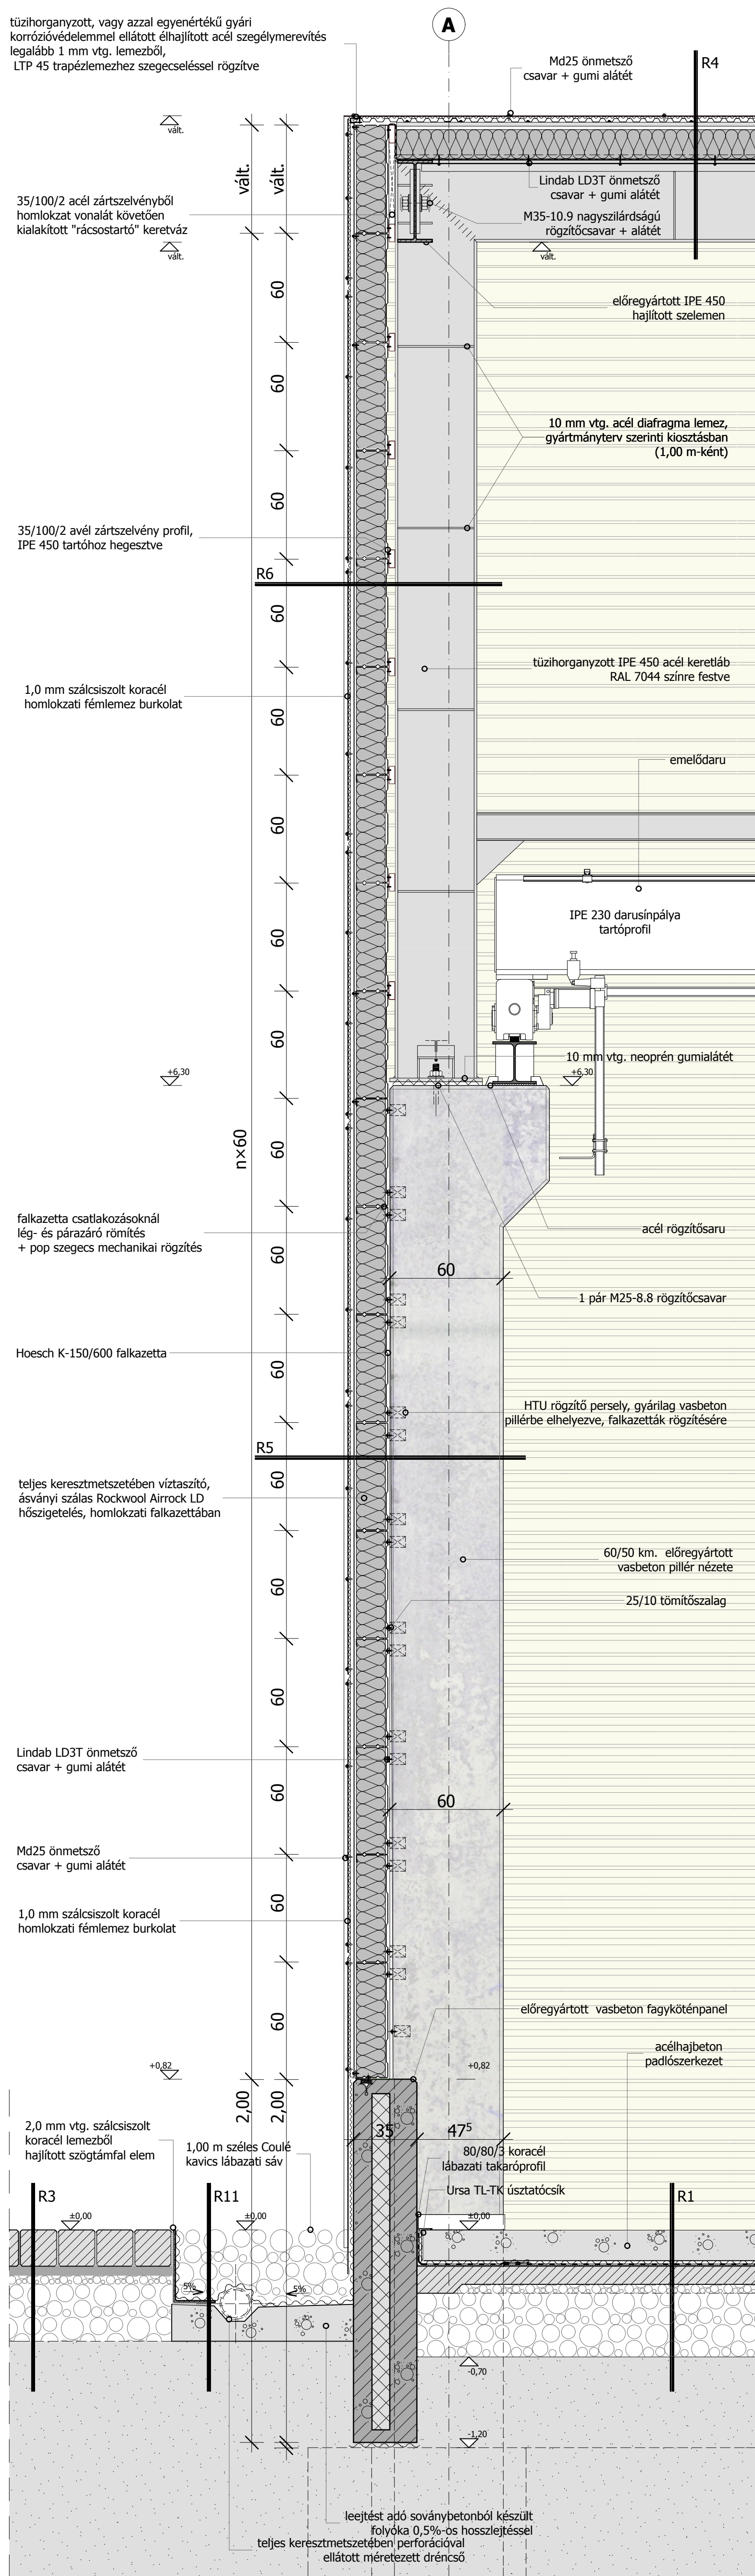 tüzihorganyzott, vagy azzal egyenértékű gyári
korrózióvédelemmel ellátott élhajlított acél szegélymerevítés
legalább 1 mm vtg. lemezből,
LTP 45 trapézlemezhez szegecseléssel rögzítve
A
Md25 önmetsző
csavar + gumi alátét
R4
vált.
vált.
vált.
Lindab LD3T önmetsző
csavar + gumi alátét
35/100/2 acél zártszelvényből
homlokzat vonalát követően
kialakított "rácsostartó" keretváz
M35-10.9 nagyszilárdságú
rögzítőcsavar + alátét
vált.
vált.
60
60
előregyártott IPE 450
hajlított szelemen
60
60
10 mm vtg. acél diafragma lemez,
gyártmányterv szerinti kiosztásban
(1,00 m-ként)
60
60
35/100/2 avél zártszelvény profil,
IPE 450 tartóhoz hegesztve
R6
60
60
tüzihorganyzott IPE 450 acél keretláb
RAL 7044 színre festve
1,0 mm szálcsiszolt koracél
homlokzati fémlemez burkolat
60
60
emelődaru
60
60
IPE 230 darusínpálya
tartóprofil
60
60
60
60
10 mm vtg. neoprén gumialátét
+6,30
+6,30
n×60
60
falkazetta csatlakozásoknál
lég- és párazáró römítés
+ pop szegecs mechanikai rögzítés
acél rögzítősaru
60
60
1 pár M25-8.8 rögzítőcsavar
Hoesch K-150/600 falkazetta
60
HTU rögzítő persely, gyárilag vasbeton
pillérbe elhelyezve, falkazetták rögzítésére
R5
60
teljes keresztmetszetében víztaszító,
ásványi szálas Rockwool Airrock LD
hőszigetelés, homlokzati falkazettában
60/50 km. előregyártott
vasbeton pillér nézete
60
25/10 tömítőszalag
60
Lindab LD3T önmetsző
csavar + gumi alátét
60
60
Md25 önmetsző
csavar + gumi alátét
60
1,0 mm szálcsiszolt koracél
homlokzati fémlemez burkolat
előregyártott vasbeton fagyköténpanel
60
acélhajbeton
padlószerkezet
+0,82
+0,82
2,00
2,00
2,0 mm vtg. szálcsiszolt
koracél lemezből
hajlított szögtámfal elem
35
47⁵
1,00 m széles Coulé
kavics lábazati sáv
80/80/3 koracél
lábazati takaróprofil
Ursa TL-TK úsztatócsík
R3
R11
R1
±0,00
±0,00
±0,00
5%
5%
-0,70
-1,20
leejtést adó soványbetonból készült
folyóka 0,5%-os hosszlejtéssel
teljes keresztmetszetében perforációval
ellátott méretezett dréncső